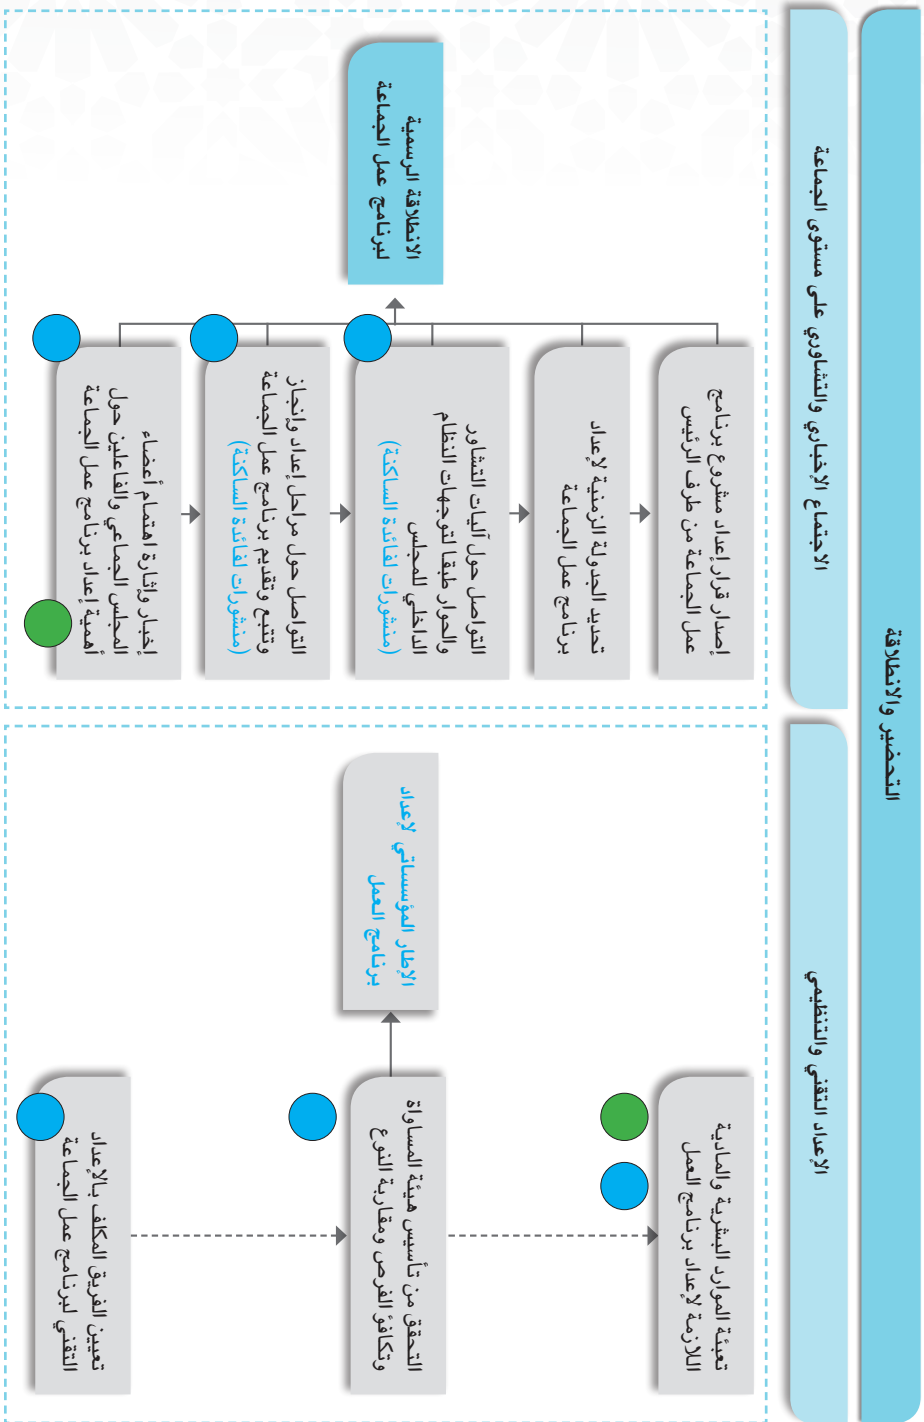 التحضير والانطلاقة
الاجتماع الإخباري والتشاوري على مستوى الجماعة
الإعداد التقني والتنظيمي
إصدار قرار إعداد مشروع برنامج
عمل الجماعة من طرف الرئيس
تحديد الجدولة الزمنية لإعداد
برنامج عمل الجماعة
التواصل حول آليات التشاور
والحوار طبقا لتوجهات النظام
الداخلي للمجلس
(منشورات لفائدة الساكنة)
التواصل حول مراحل إعداد وإنجاز
وتتبع وتقديم برنامج عمل الجماعة
(منشورات لفائدة الساكنة)
إخبار وإثارة اهتمام أعضاء
المجلس الجماعي والفاعلين حول
أهمية إعداد برنامج عمل الجماعة
الانطلاقة الرسمية
لبرنامج عمل الجماعة
تعبئة الموارد البشرية والمادية
اللازمة لإعداد برنامج العمل
التحقق من تأسيس هيئة المساواة
وتكافؤ الفرص ومقاربة النوع
تعيين الفريق المكلف بالإعداد
التقني لبرنامج عمل الجماعة
الإطار المؤسساتي لإعداد
برنامج العمل